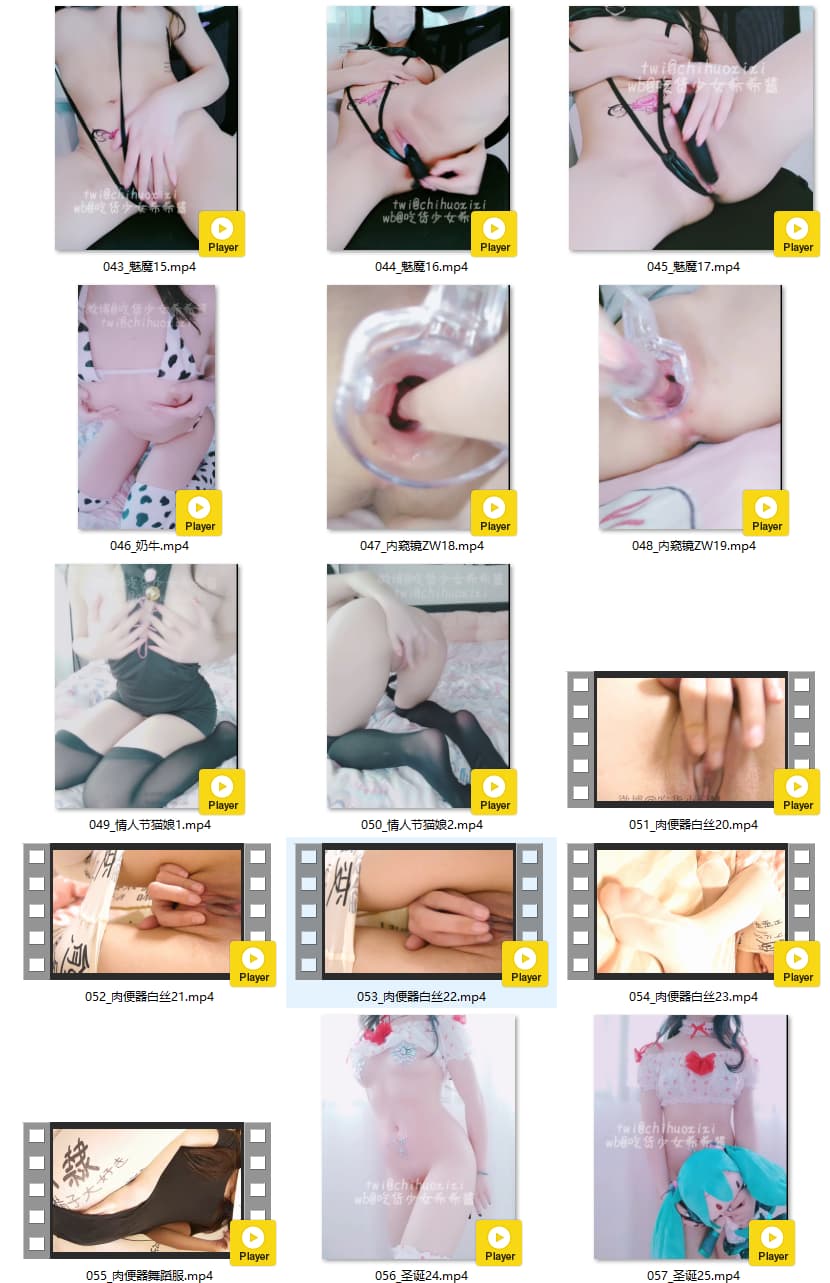 twi@chihuozizi
wb@吃货少女希希酱
Player
043_魅魔15.mp4
twi@chihuozizi
wb@吃货少女希希酱
Player
044_魅魔16.mp4
twi@chihuozizi
wb@吃货少女希希酱
Player
045_魅魔17.mp4
微博@吃货少女希希酱
twi@chihuozizi
Player
046_奶牛.mp4
Player
047_内窥镜ZW18.mp4
Player
048_内窥镜ZW19.mp4
Player
049_情人节猫娘1.mp4
微博@吃货少女希希酱
twi@chihuozizi
Player
050_情人节猫娘2.mp4
Player
051_肉便器白丝20.mp4
Player
052_肉便器白丝21.mp4
Player
053_肉便器白丝22.mp4
Player
054_肉便器白丝23.mp4
Player
055_肉便器舞蹈服.mp4
twi@chihuozizi
wb@吃货少女希希酱
Player
056_圣诞24.mp4
twi@chihuozizi
wb@吃货少女希希酱
Player
057_圣诞25.mp4